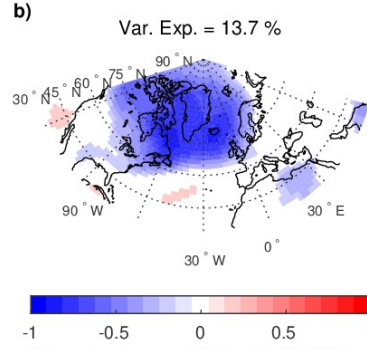 b)
Var. Exp. = 13.7 %
90 ° N
75 ° N
60 ° N
45 ° N
30 ° N
90 ° W
30 ° E
0 °
30 ° W
-1 -0.5 0 0.5